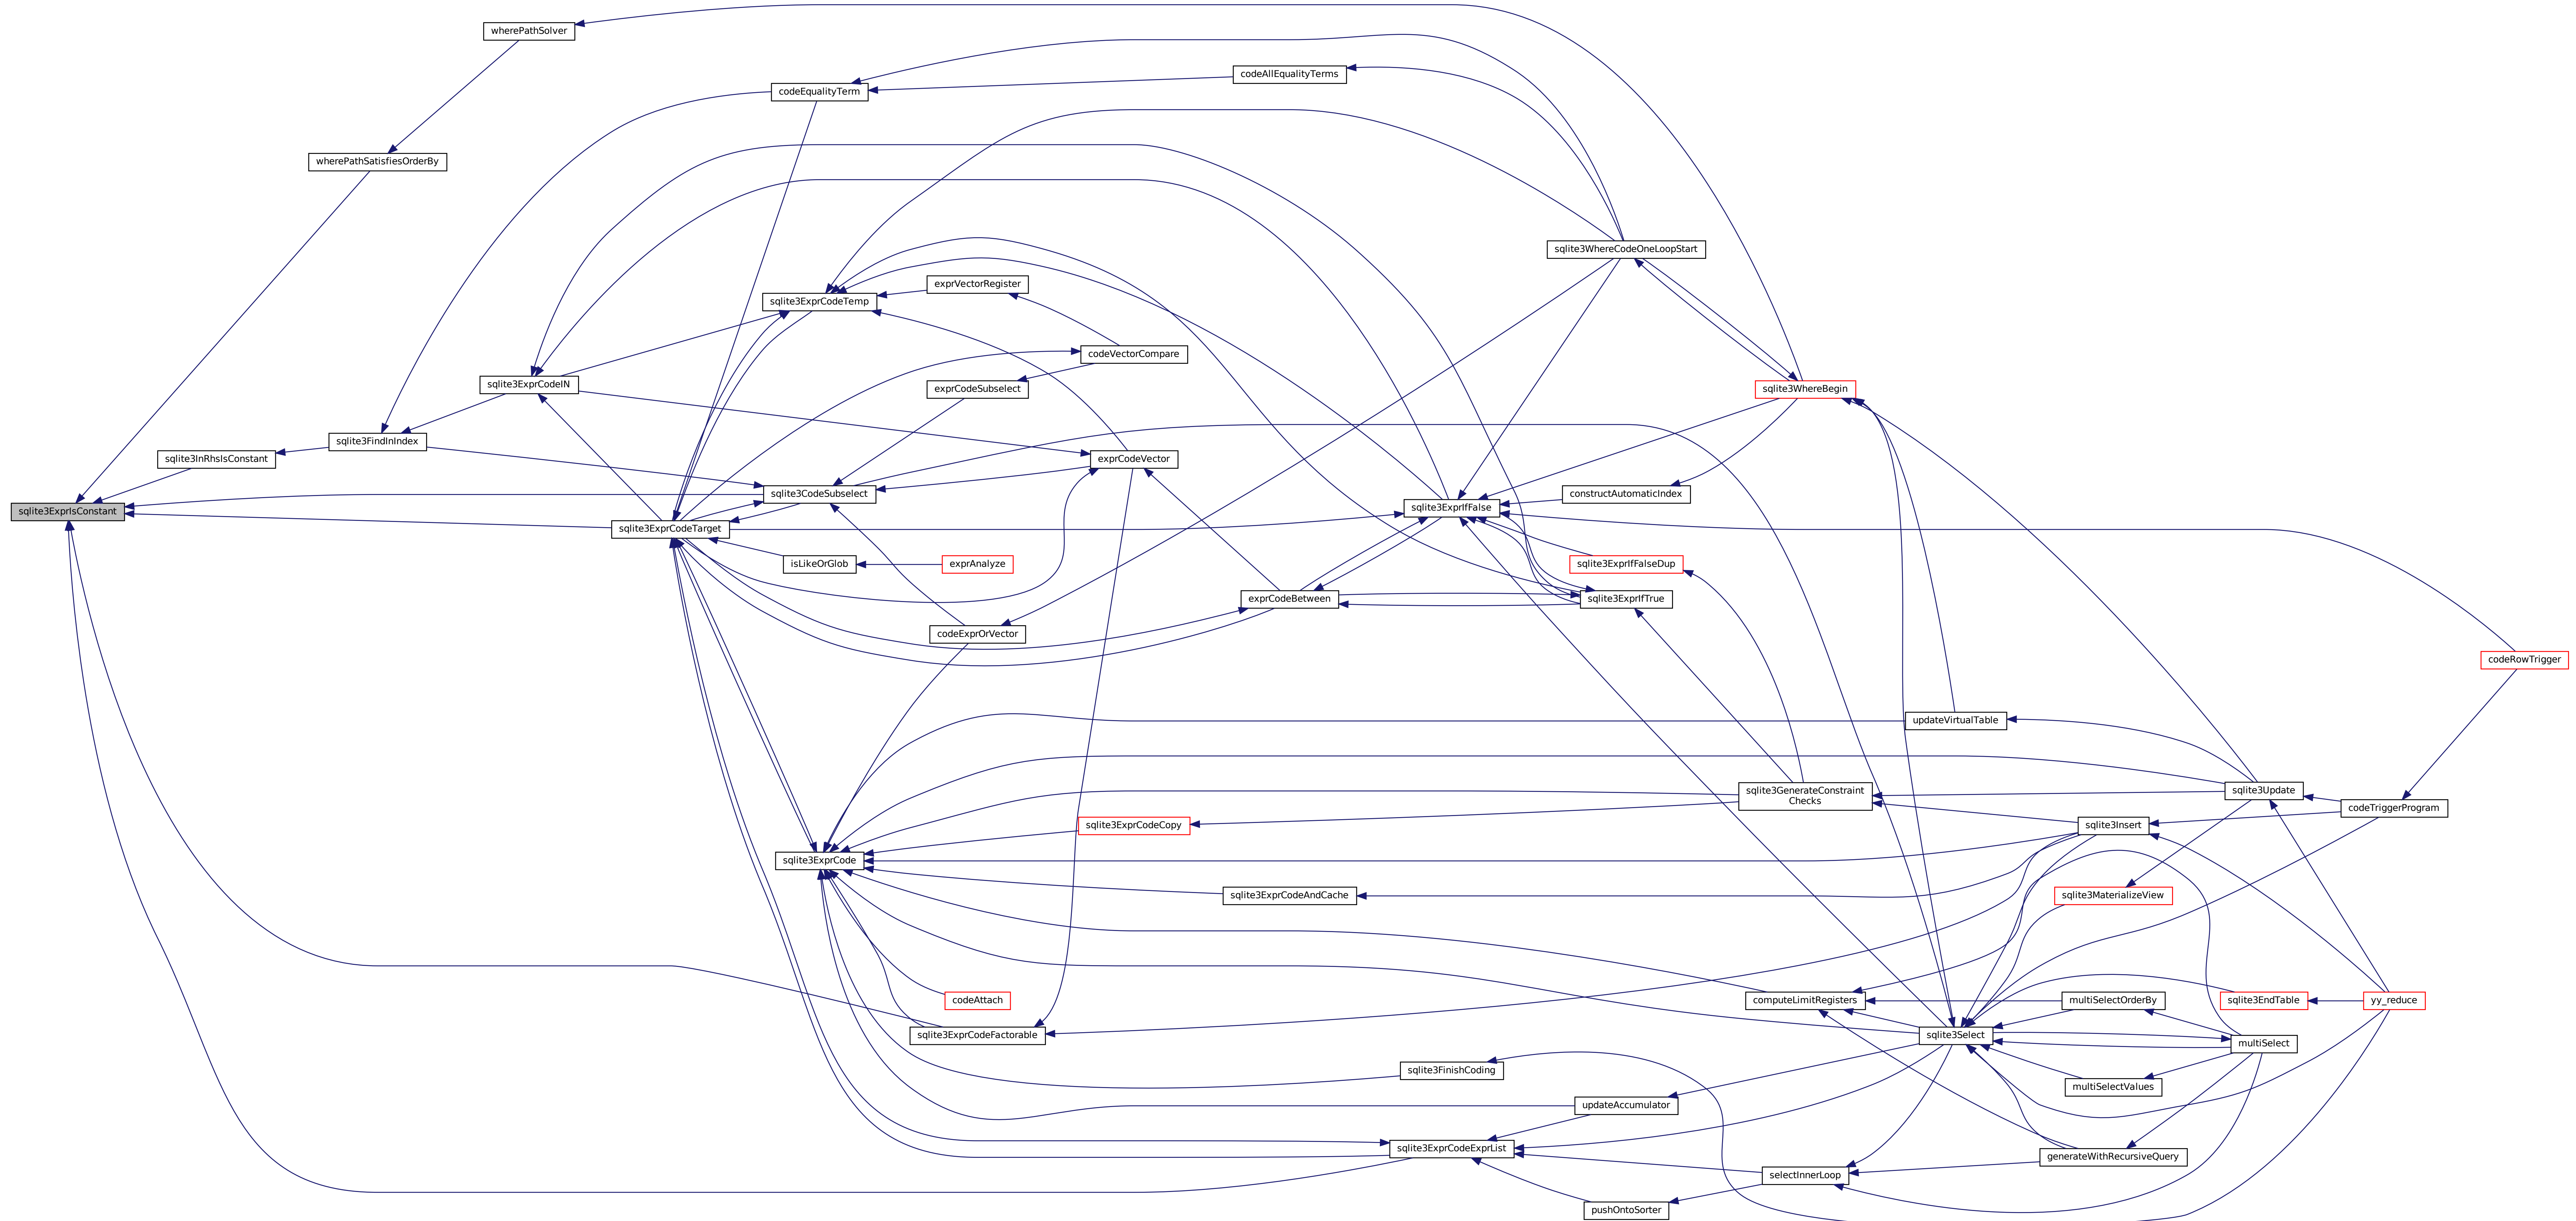 wherePathSolver
codeAllEqualityTerms
codeEqualityTerm
wherePathSatisfiesOrderBy
sqlite3WhereCodeOneLoopStart
exprVectorRegister
sqlite3ExprCodeTemp
codeVectorCompare
sqlite3ExprCodeIN
exprCodeSubselect
sqlite3WhereBegin
sqlite3FindInIndex
sqlite3InRhsIsConstant
exprCodeVector
sqlite3CodeSubselect
constructAutomaticIndex
sqlite3ExprIsConstant
sqlite3ExprIfFalse
sqlite3ExprCodeTarget
isLikeOrGlob
exprAnalyze
sqlite3ExprIfFalseDup
exprCodeBetween
sqlite3ExprIfTrue
codeExprOrVector
codeRowTrigger
updateVirtualTable
sqlite3GenerateConstraint
Checks
sqlite3Update
codeTriggerProgram
sqlite3ExprCodeCopy
sqlite3Insert
sqlite3ExprCode
sqlite3ExprCodeAndCache
sqlite3MaterializeView
codeAttach
computeLimitRegisters
multiSelectOrderBy
sqlite3EndTable
yy_reduce
sqlite3ExprCodeFactorable
sqlite3Select
multiSelect
sqlite3FinishCoding
multiSelectValues
updateAccumulator
sqlite3ExprCodeExprList
generateWithRecursiveQuery
selectInnerLoop
pushOntoSorter